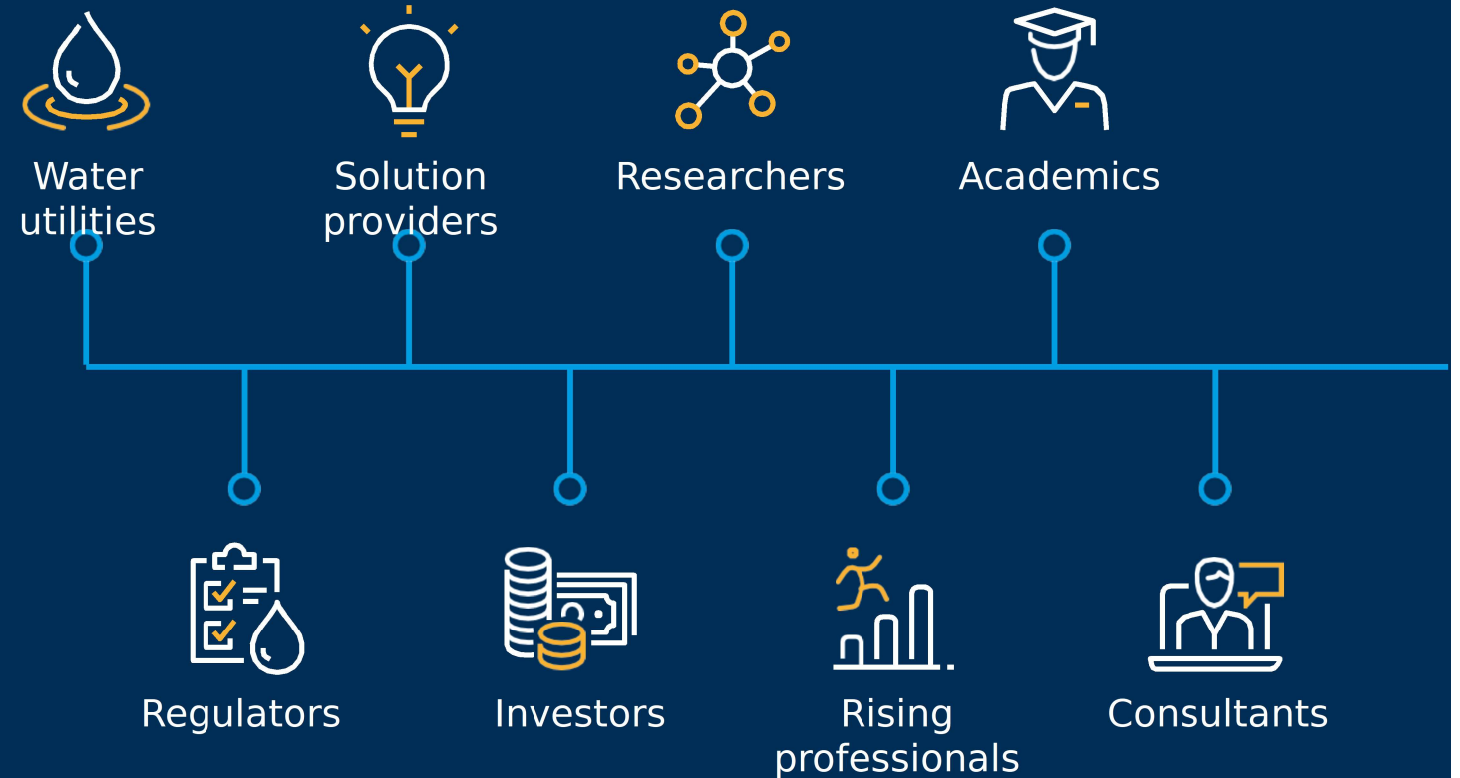 Water
utilities
Solution
providers
Researchers
Academics
Regulators
Investors
Rising
professionals
Consultants